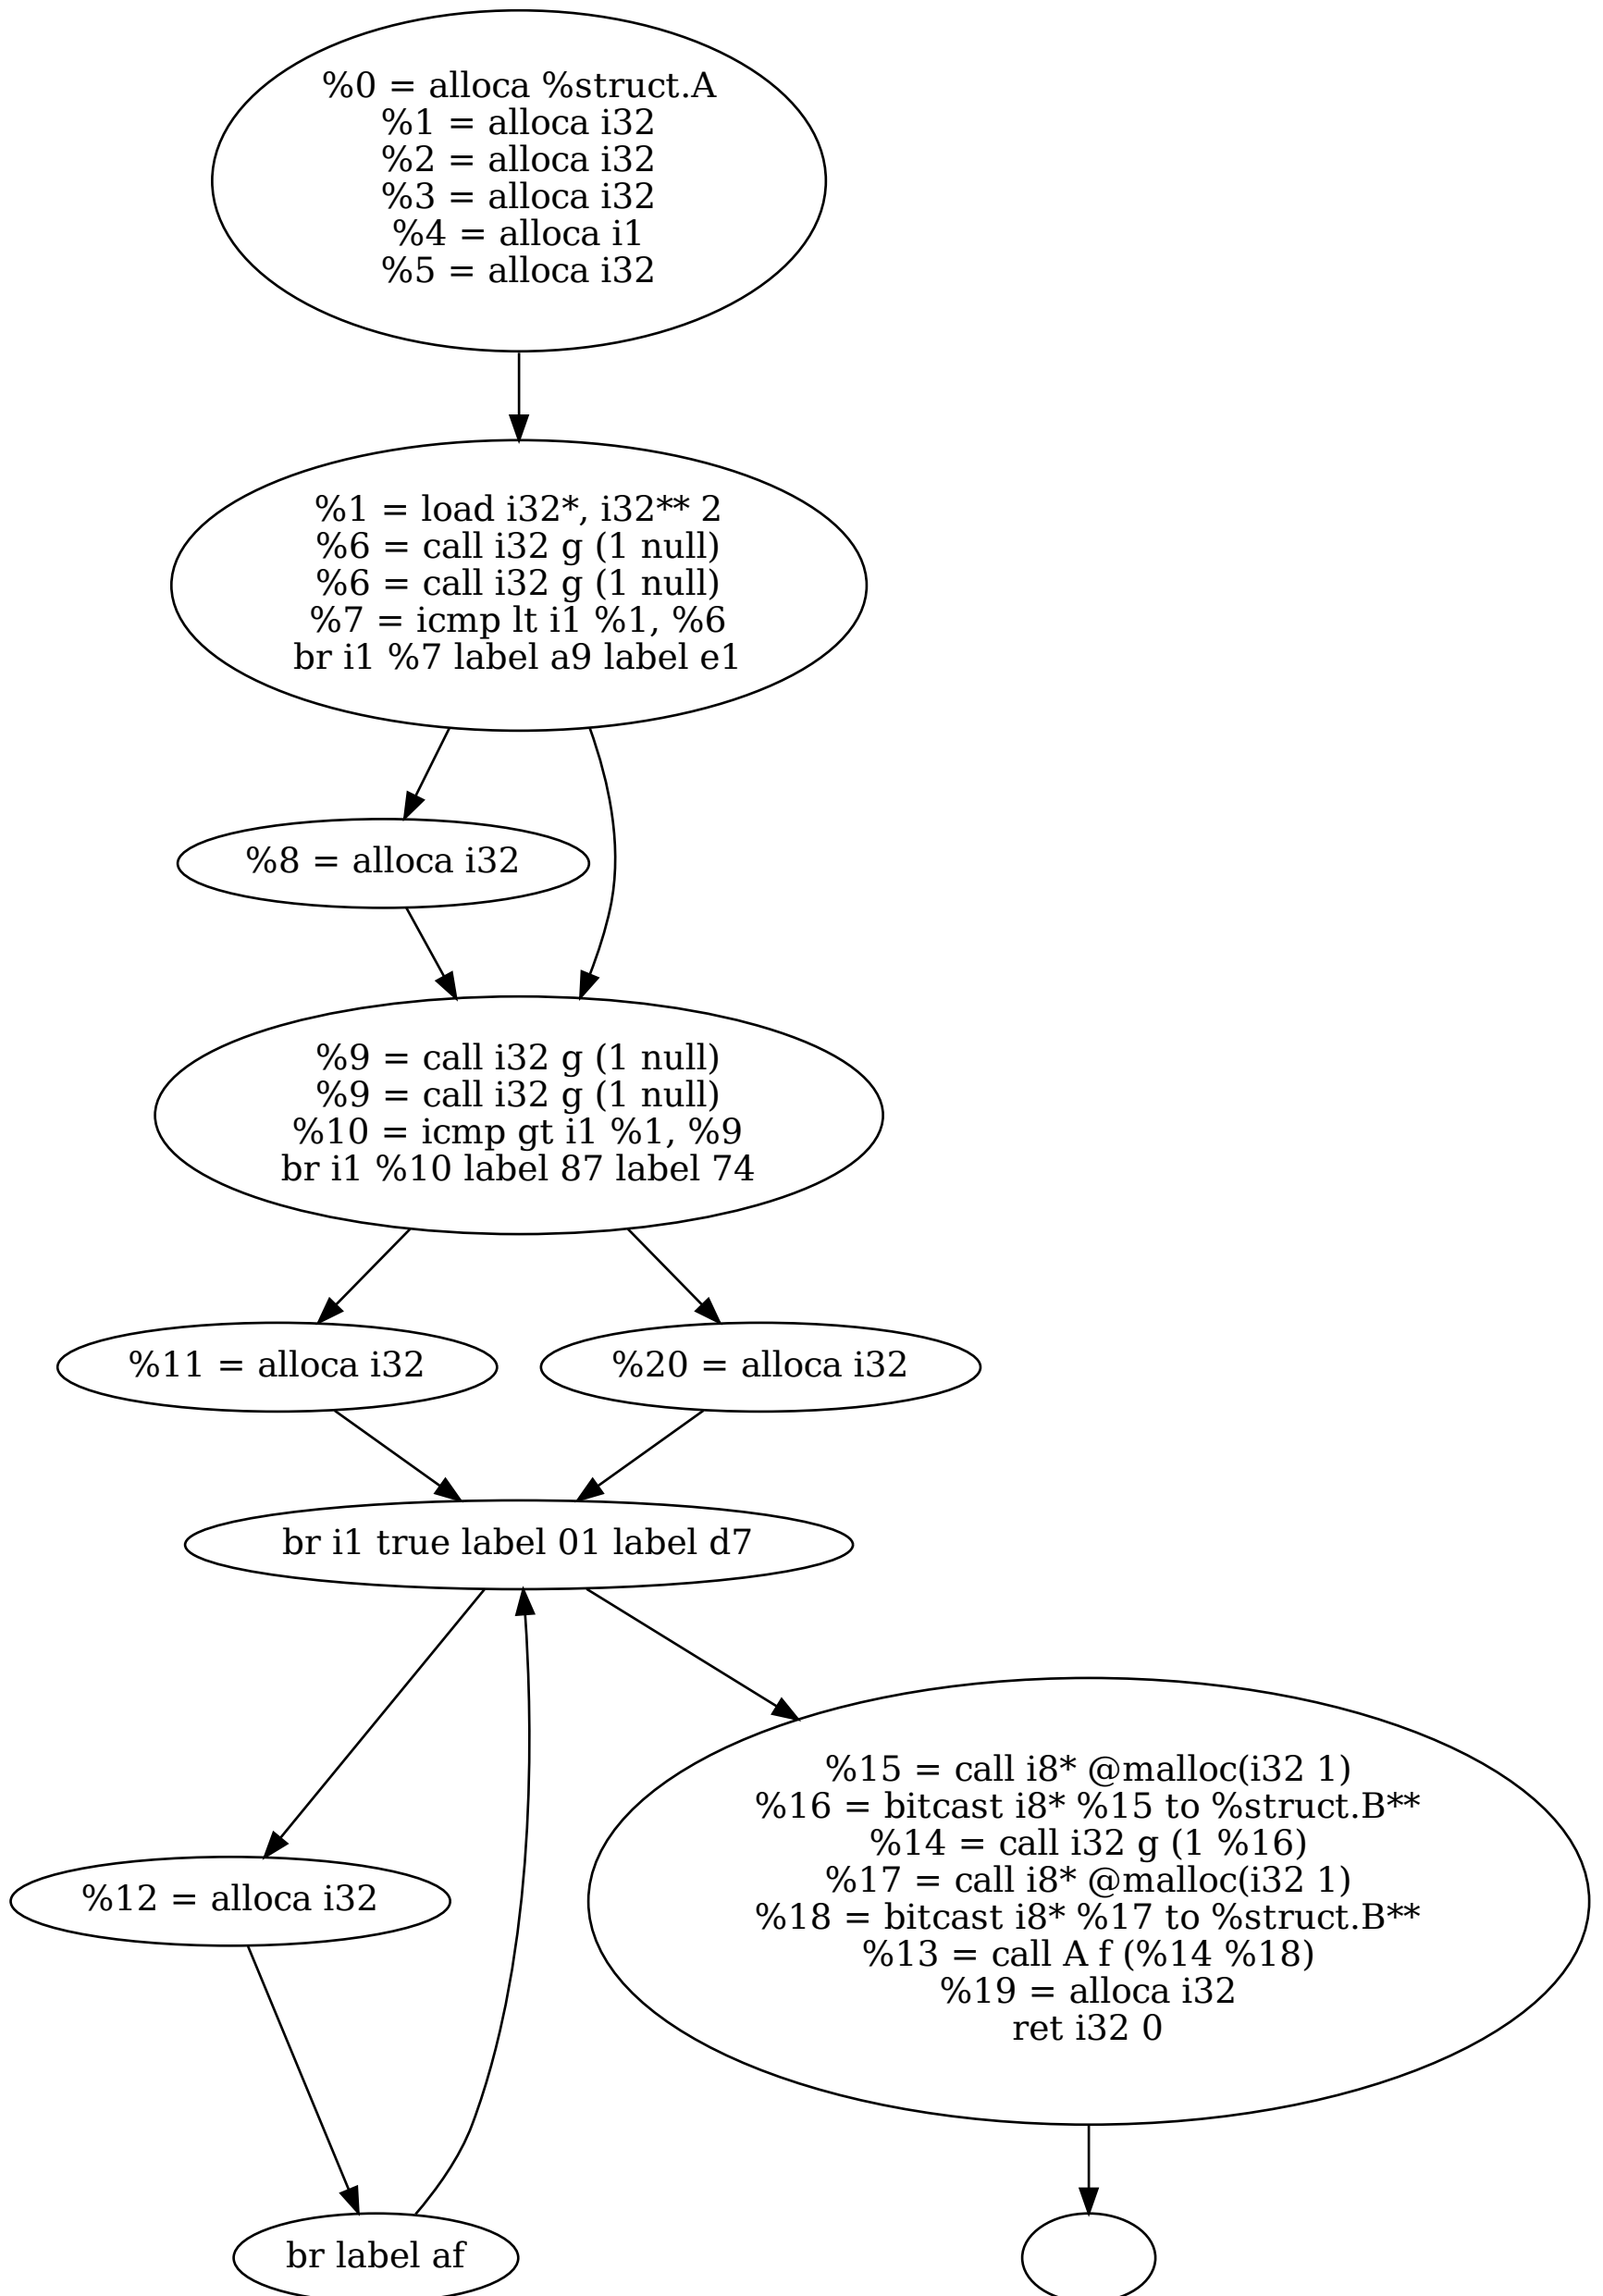 %0 = alloca %struct.A
%1 = alloca i32
%2 = alloca i32
%3 = alloca i32
%4 = alloca i1
%5 = alloca i32
%1 = load i32*, i32** 2
%6 = call i32 g (1 null)
%6 = call i32 g (1 null)
%7 = icmp lt i1 %1, %6
br i1 %7 label a9 label e1
%8 = alloca i32
%9 = call i32 g (1 null)
%9 = call i32 g (1 null)
%10 = icmp gt i1 %1, %9
br i1 %10 label 87 label 74
%11 = alloca i32
%20 = alloca i32
br i1 true label 01 label d7
%15 = call i8* @malloc(i32 1)
%16 = bitcast i8* %15 to %struct.B**
%14 = call i32 g (1 %16)
%17 = call i8* @malloc(i32 1)
%18 = bitcast i8* %17 to %struct.B**
%13 = call A f (%14 %18)
%19 = alloca i32
ret i32 0
%12 = alloca i32
br label af